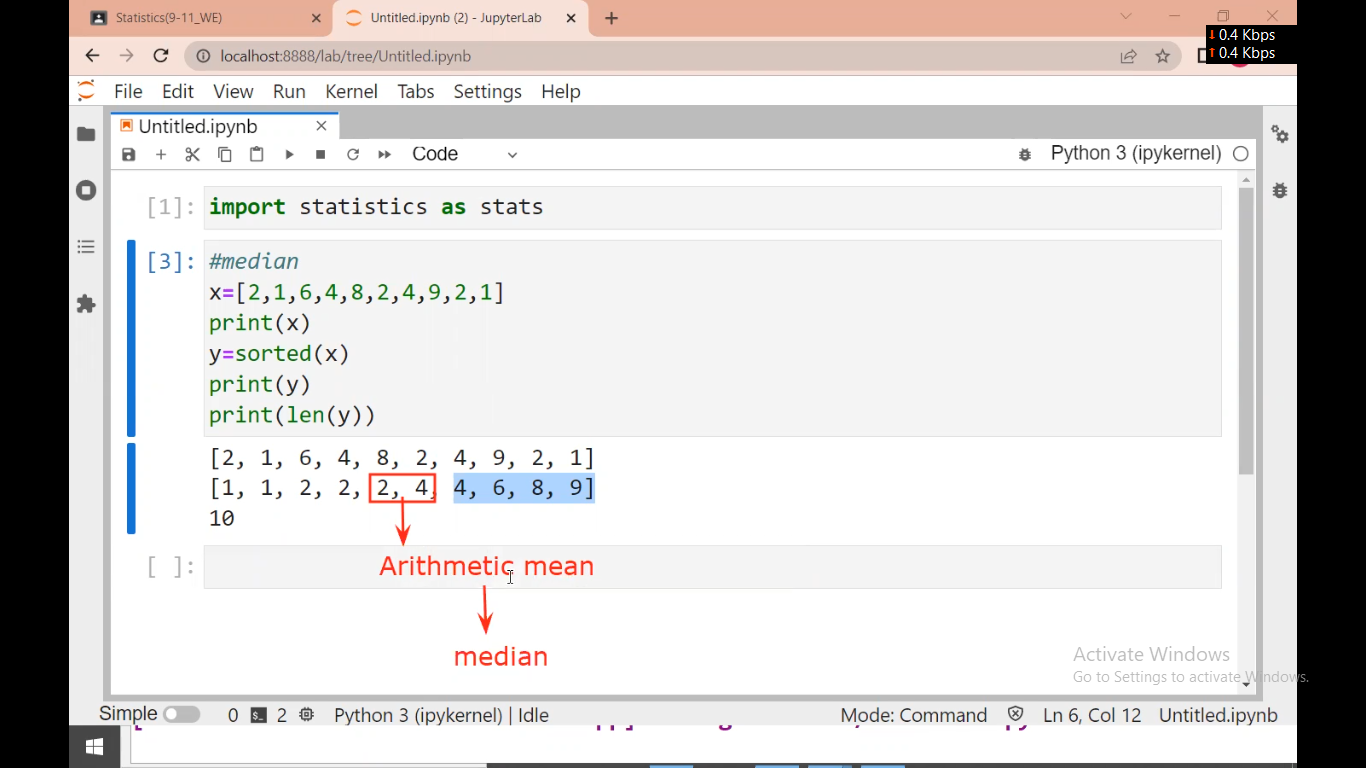 Statistics(9-11_WE)
Untitled.ipynb (2) - JupyterLab
localhost:8888/lab/tree/Untitled.ipynb
↓ 0.4 Kbps
↑ 0.4 Kbps
File Edit View Run Kernel Tabs Settings Help
Untitled.ipynb
Code
Python 3 (ipykernel)
[1]: import statistics as stats
[3]: #median
x=[2,1,6,4,8,2,4,9,2,1]
print(x)
y=sorted(x)
print(y)
print(len(y))
[2, 1, 6, 4, 8, 2, 4, 9, 2, 1]
[1, 1, 2, 2, 2, 4, 4, 6, 8, 9]
10
[ ]:
Arithmetic mean
median
Activate Windows
Go to Settings to activate Windows.
Simple 0 2 Python 3 (ipykernel) | Idle Mode: Command Ln 6, Col 12 Untitled.ipynb